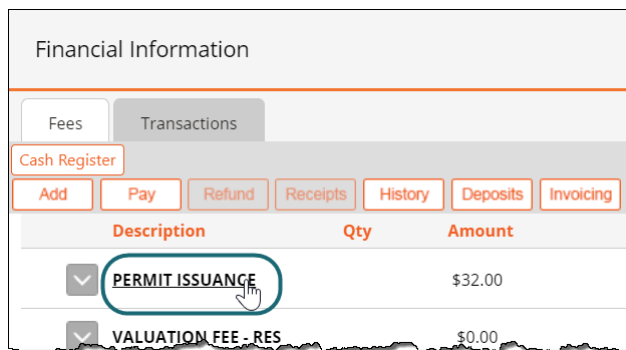 Financial Information
Fees Transactions
Cash Register
Add Pay Refund Receipts History Deposits Invoicing
Description Qty Amount
PERMIT ISSUANCE $32.00
VALUATION FEE - RES $0.00